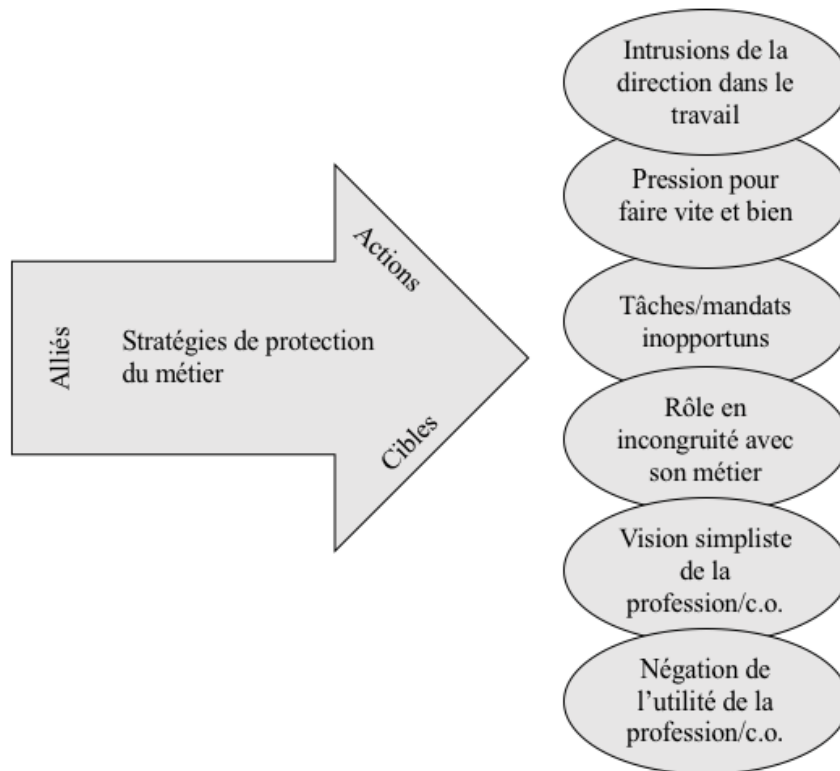 Alliés
Stratégies de protection
du métier
Actions
Cibles
Intrusions de la
direction dans le
travail
Pression pour
faire vite et bien
Tâches/mandats
inopportuns
Rôle en
incongruité avec
son métier
Vision simpliste
de la
profession/c.o.
Négation de
l’utilité de la
profession/c.o.